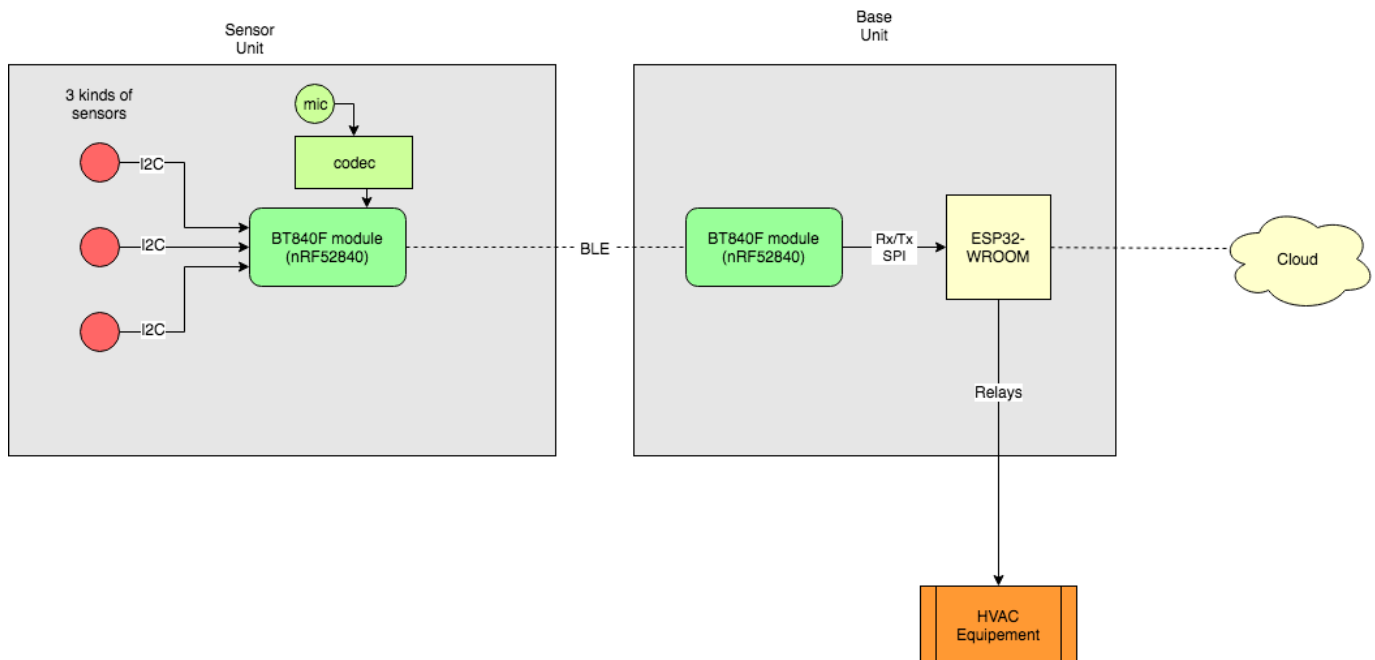 Sensor
Unit
Base
Unit
3 kinds of
sensors
mic
codec
I2C
I2C
I2C
BT840F module
(nRF52840)
BLE
BT840F module
(nRF52840)
Rx/Tx
SPI
ESP32-
WROOM
Cloud
Relays
HVAC
Equipement